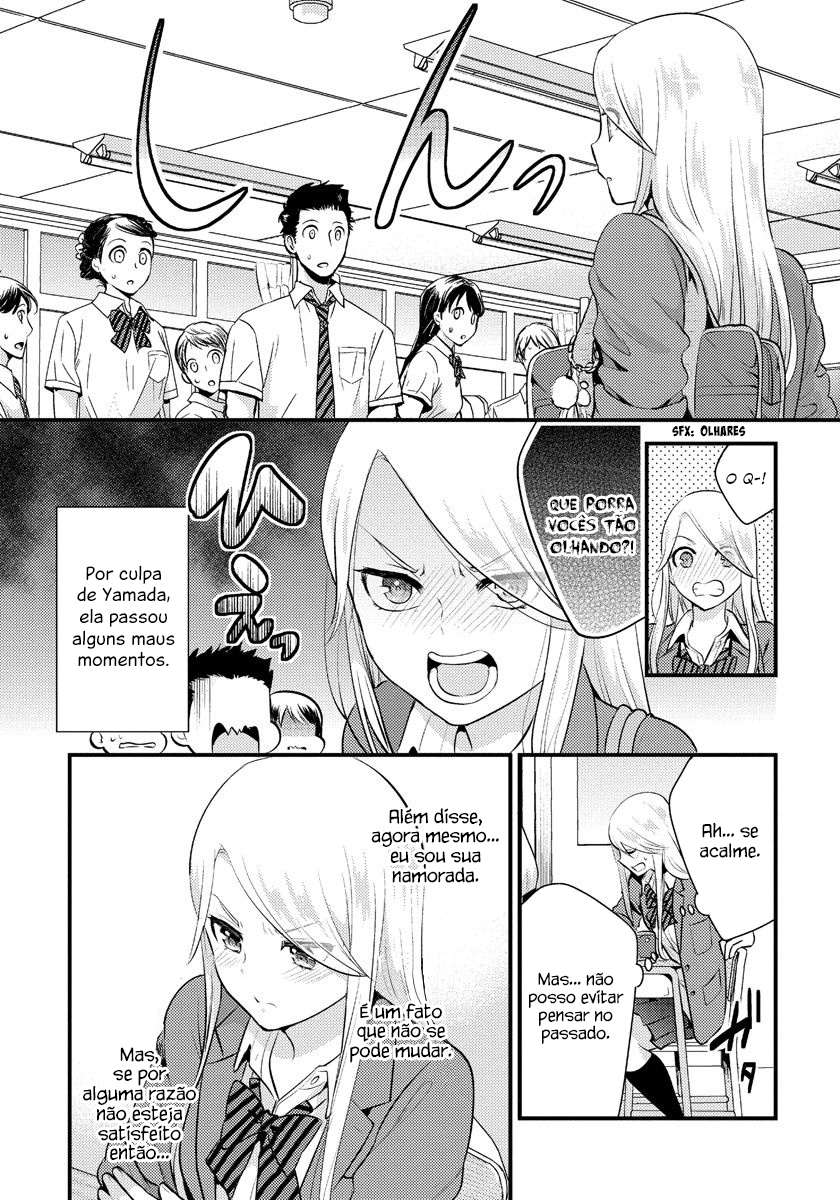 しんっ
SFX: OLHARES
O Q-!
QUE PORRA
VOCÊS TÃO
OLHANDO?!
ひえっ
Por culpa
de Yamada,
ela passou
alguns maus
momentos.
Ah... se
acalme.
Mas... não
posso evitar
pensar no
passado.
ガタ
Além disse,
agora mesmo...
eu sou sua
namorada.
É um fato
que não se
pode mudar.
Mas,
se por
alguma razão
não esteja
satisfeito
então...